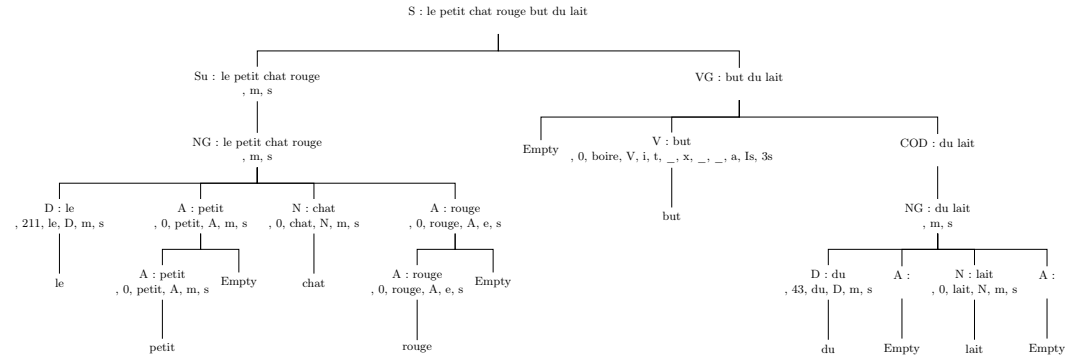 S : le petit chat rouge but du lait
Su : le petit chat rouge
, m, s
VG : but du lait
NG : le petit chat rouge
, m, s
Empty
V : but
, 0, boire, V, i, t, _, x, _, _, a, Is, 3s
COD : du lait
D : le
, 211, le, D, m, s
A : petit
, 0, petit, A, m, s
N : chat
, 0, chat, N, m, s
A : rouge
, 0, rouge, A, e, s
but
NG : du lait
, m, s
le
A : petit
, 0, petit, A, m, s
Empty
chat
A : rouge
, 0, rouge, A, e, s
Empty
D : du
, 43, du, D, m, s
A :
N : lait
, 0, lait, N, m, s
A :
petit
rouge
du
Empty
lait
Empty